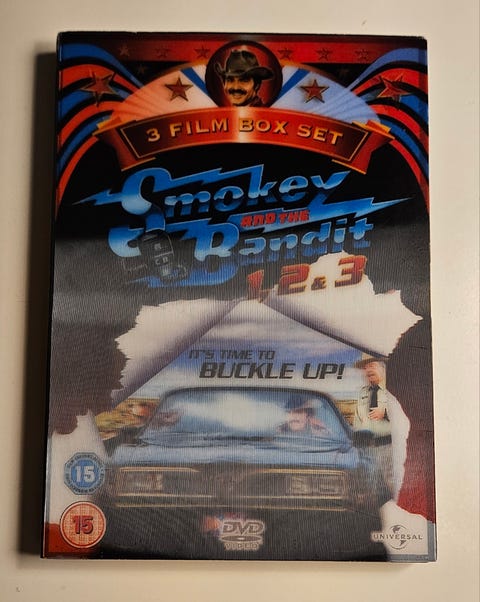 3 FILM BOX SET
Smokey
AND THE
Bandit
1, 2 & 3
IT'S TIME TO
BUCKLE UP!
15
15
DVD
VIDEO
UNIVERSAL